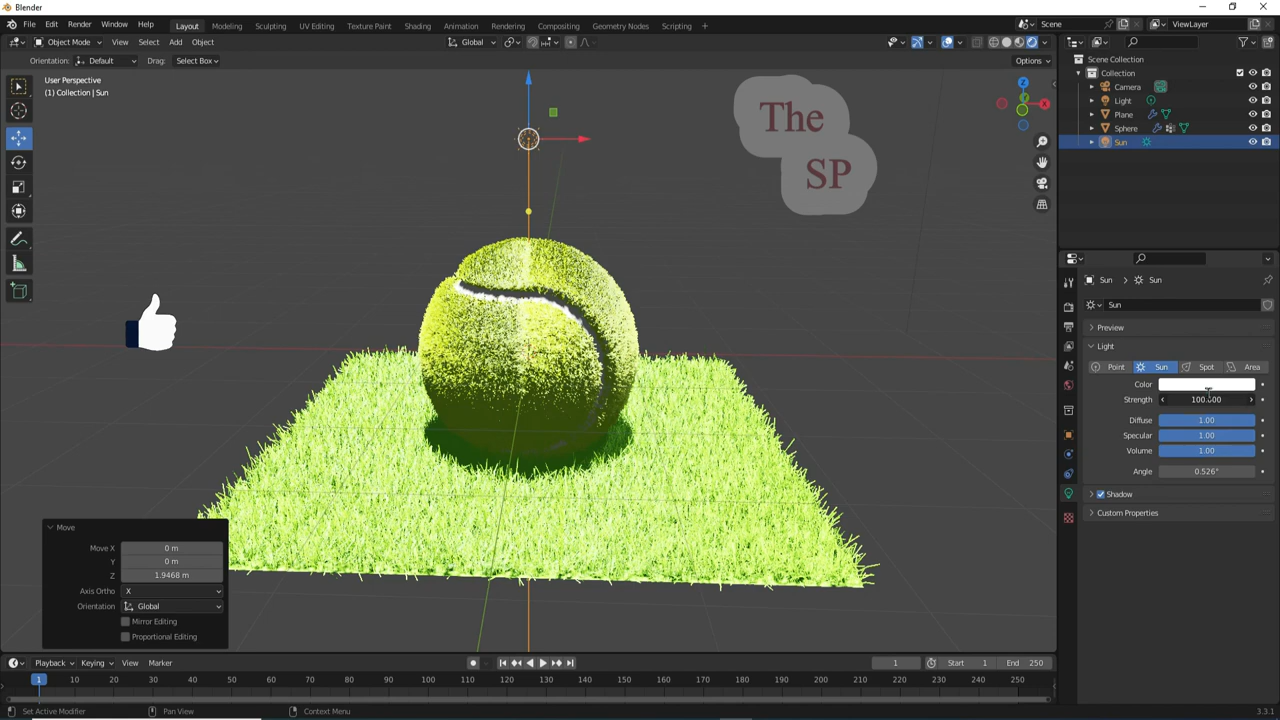 Blender
File Edit Render Window Help Layout Modeling Sculpting UV Editing Texture Paint Shading Animation Rendering Compositing Geometry Nodes Scripting + Scene ViewLayer
Object Mode View Select Add Object Global
Orientation: Default Drag: Select Box Options
User Perspective
(1) Collection | Sun
The
SP
Z
X
Scene Collection
Collection
Camera
Light
Plane
Sphere
Sun
Sun Sun
Sun
Preview
Light
Point Sun Spot Area
Color
Strength 100.000
Diffuse 1.00
Specular 1.00
Volume 1.00
Angle 0.526°
Shadow
Custom Properties
Move
Move X 0 m
Y 0 m
Z 1.9468 m
Axis Ortho X
Orientation Global
Mirror Editing
Proportional Editing
Playback Keying View Marker 1 Start 1 End 250
1 10 20 30 40 50 60 70 80 90 100 110 120 130 140 150 160 170 180 190 200 210 220 230 240 250
Set Active Modifier Pan View Context Menu 3.3.1